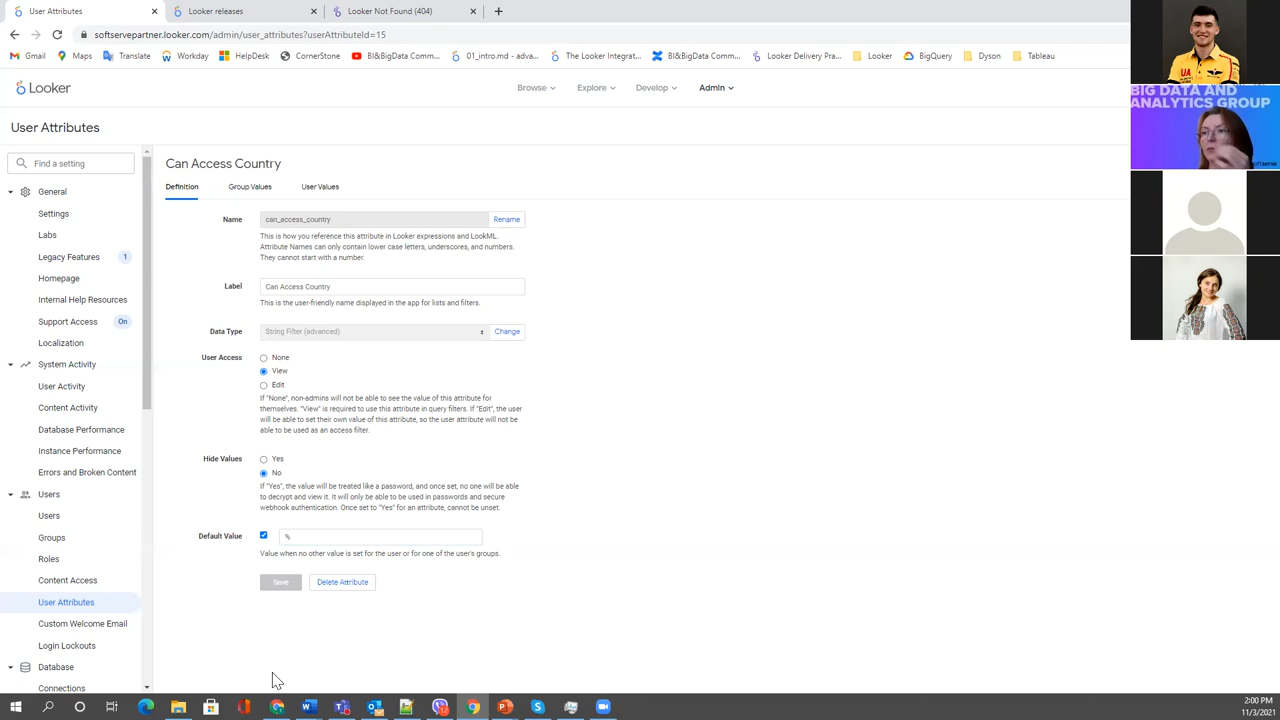 User Attributes
Looker releases
Looker Not Found (404)
softservepartner.looker.com/admin/user_attributes?userAttributeId=15
Gmail
Maps
Translate
Workday
HelpDesk
CornerStone
BI&BigData Comm...
01_intro.md - adva...
The Looker Integrat...
BI&BigData Comm...
Looker Delivery Pra...
Looker
BigQuery
Dyson
Tableau
Looker
Browse
Explore
Develop
Admin
User Attributes
Find a setting
General
Settings
Labs
Legacy Features 1
Homepage
Internal Help Resources
Support Access On
Localization
System Activity
User Activity
Content Activity
Database Performance
Instance Performance
Errors and Broken Content
Users
Users
Groups
Roles
Content Access
User Attributes
Custom Welcome Email
Login Lockouts
Database
Connections
Can Access Country
Definition
Group Values
User Values
Name
can_access_country
Rename
This is how you reference this attribute in Looker expressions and LookML.
Attribute Names can only contain lower case letters, underscores, and numbers.
They cannot start with a number.
Label
Can Access Country
This is the user-friendly name displayed in the app for lists and filters.
Data Type
String Filter (advanced)
Change
User Access
None
View
Edit
If "None", non-admins will not be able to see the value of this attribute for
themselves. "View" is required to use this attribute in query filters. If "Edit", the user
will be able to set their own value of this attribute, so the user attribute will not be
able to be used as an access filter.
Hide Values
Yes
No
If "Yes", the value will be treated like a password, and once set, no one will be able
to decrypt and view it. It will only be able to be used in passwords and secure
webhook authentication. Once set to "Yes" for an attribute, cannot be unset.
Default Value
%
Value when no other value is set for the user or for one of the user's groups.
Save
Delete Attribute
UA
BIG DATA AND
ANALYTICS GROUP
2:00 PM
11/3/2021